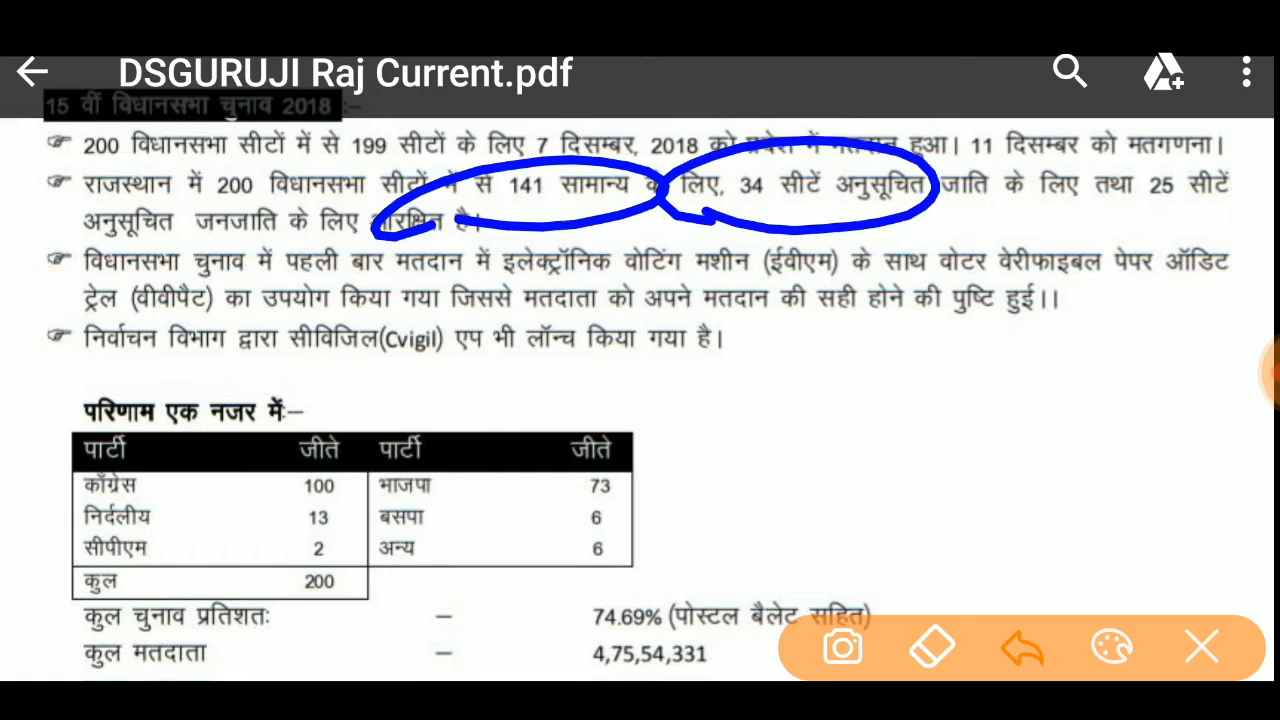 DSGURUJI Raj Current.pdf
15 वीं विधानसभा चुनाव 2018 :-
200 विधानसभा सीटों में से 199 सीटों के लिए 7 दिसम्बर, 2018 को प्रदेश में मतदान हुआ। 11 दिसम्बर को मतगणना।
राजस्थान में 200 विधानसभा सीटों में से 141 सामान्य के लिए, 34 सीटें अनुसूचित जाति के लिए तथा 25 सीटें
अनुसूचित जनजाति के लिए आरक्षित है।
विधानसभा चुनाव में पहली बार मतदान में इलेक्ट्रॉनिक वोटिंग मशीन (ईवीएम) के साथ वोटर वेरीफाइबल पेपर ऑडिट
ट्रेल (वीवीपैट) का उपयोग किया गया जिससे मतदाता को अपने मतदान की सही होने की पुष्टि हुई।।
निर्वाचन विभाग द्वारा सीविजिल(Cvigil) एप भी लॉन्च किया गया है।
परिणाम एक नजर में:–
पार्टी जीते पार्टी जीते
काँग्रेस 100 भाजपा 73
निर्दलीय 13 बसपा 6
सीपीएम 2 अन्य 6
कुल 200
कुल चुनाव प्रतिशतः – 74.69% (पोस्टल बैलेट सहित)
कुल मतदाता – 4,75,54,331